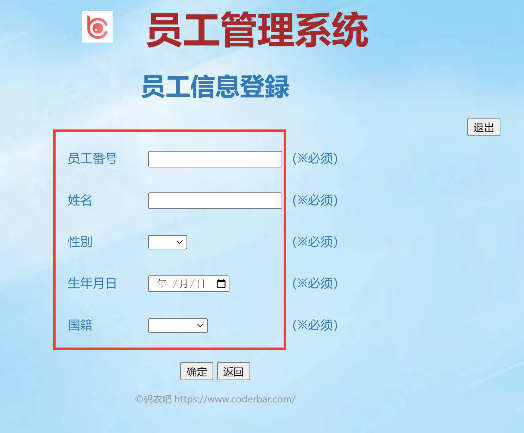 员工管理系统
员工信息登録
退出
员工番号 (※必须)
姓名 (※必须)
性别 (※必须)
生年月日 年 /月/日 (※必须)
国籍 (※必须)
确定 返回
©码农吧 https://www.coderbar.com/